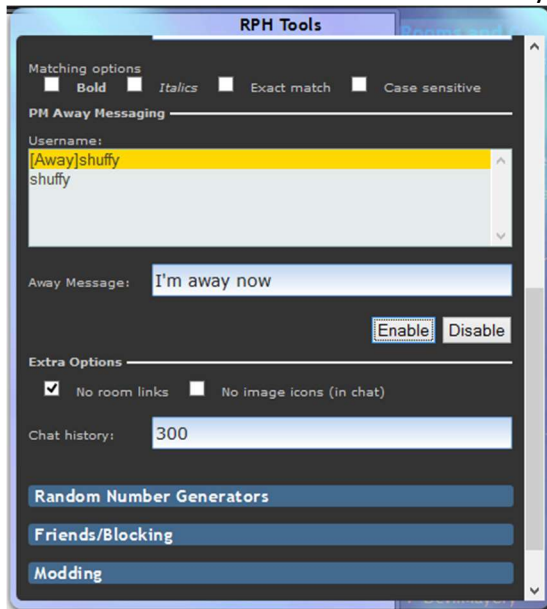 RPH Tools
Rooms and
Matching options
Bold Italics Exact match Case sensitive
PM Away Messaging
Username:
[Away]shuffy
shuffy
Away Message: I'm away now
Enable Disable
Extra Options
No room links No image icons (in chat)
Chat history: 300
Random Number Generators
Friends/Blocking
Modding